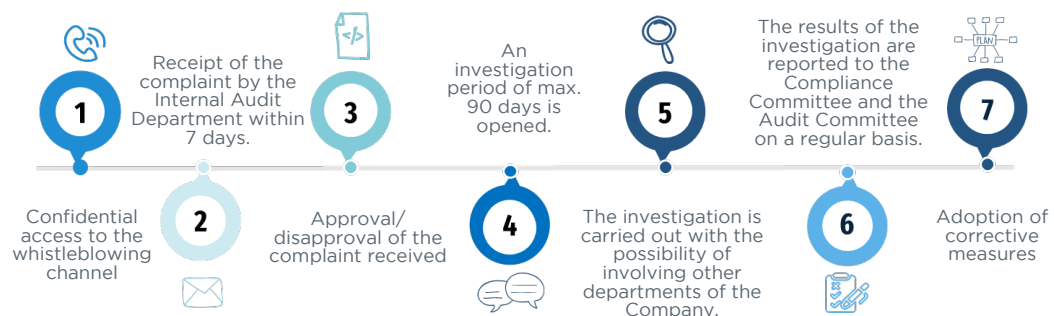 1
Confidential
access to the
whistleblowing
channel
Receipt of the
complaint by the
Internal Audit
Department within
7 days.
2
</>
3
Approval/
disapproval of the
complaint received
An
investigation
period of max.
90 days is
opened.
4
5
The investigation is
carried out with the
possibility of
involving other
departments of the
Company.
The results of the
investigation are
reported to the
Compliance
Committee and the
Audit Committee
on a regular basis.
6
PLAN
7
Adoption of
corrective
measures